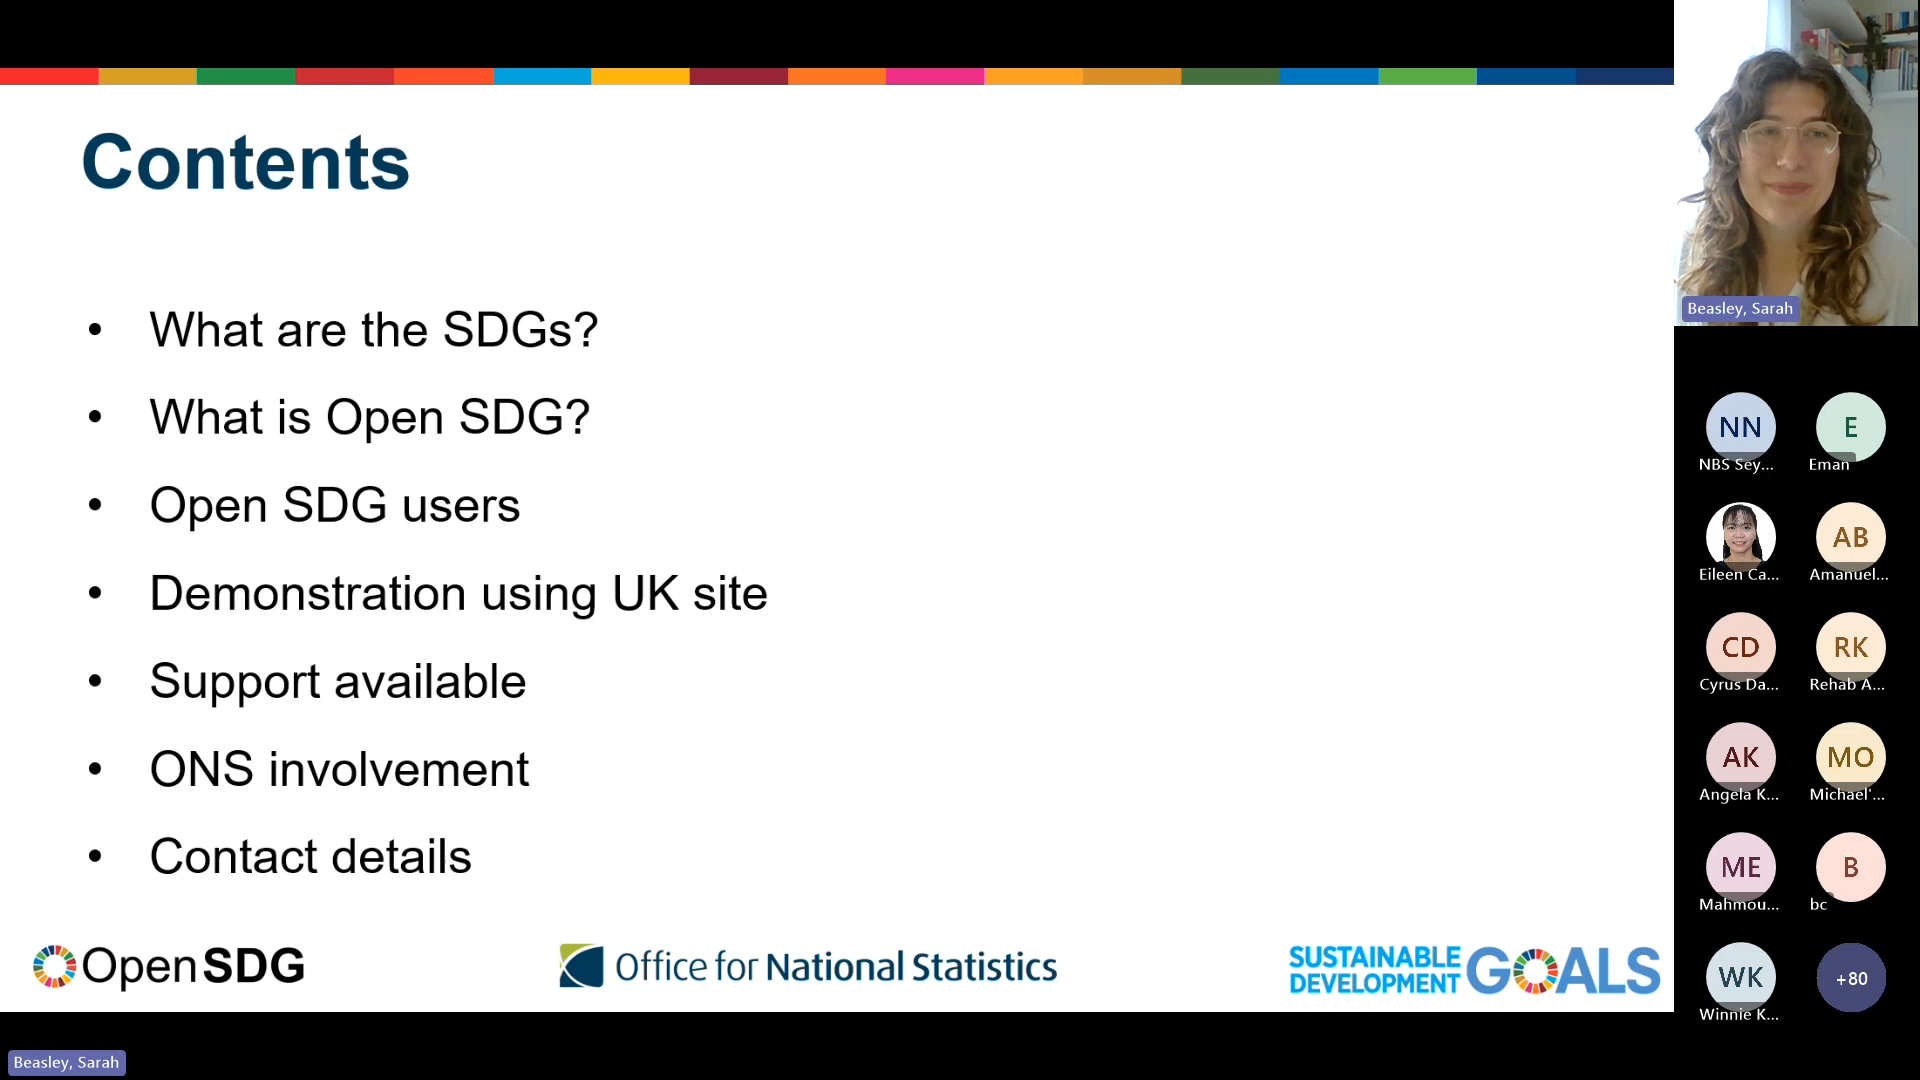 Contents
• What are the SDGs?
• What is Open SDG?
• Open SDG users
• Demonstration using UK site
• Support available
• ONS involvement
• Contact details
Open SDG
Office for National Statistics
SUSTAINABLE
DEVELOPMENT
GOALS
Beasley, Sarah
Beasley, Sarah
NN
NBS Sey...
E
Eman
Eileen Ca...
AB
Amanuel...
CD
Cyrus Da...
RK
Rehab A...
AK
Angela K...
MO
Michael'...
ME
Mahmou...
B
bc
WK
Winnie K...
+80